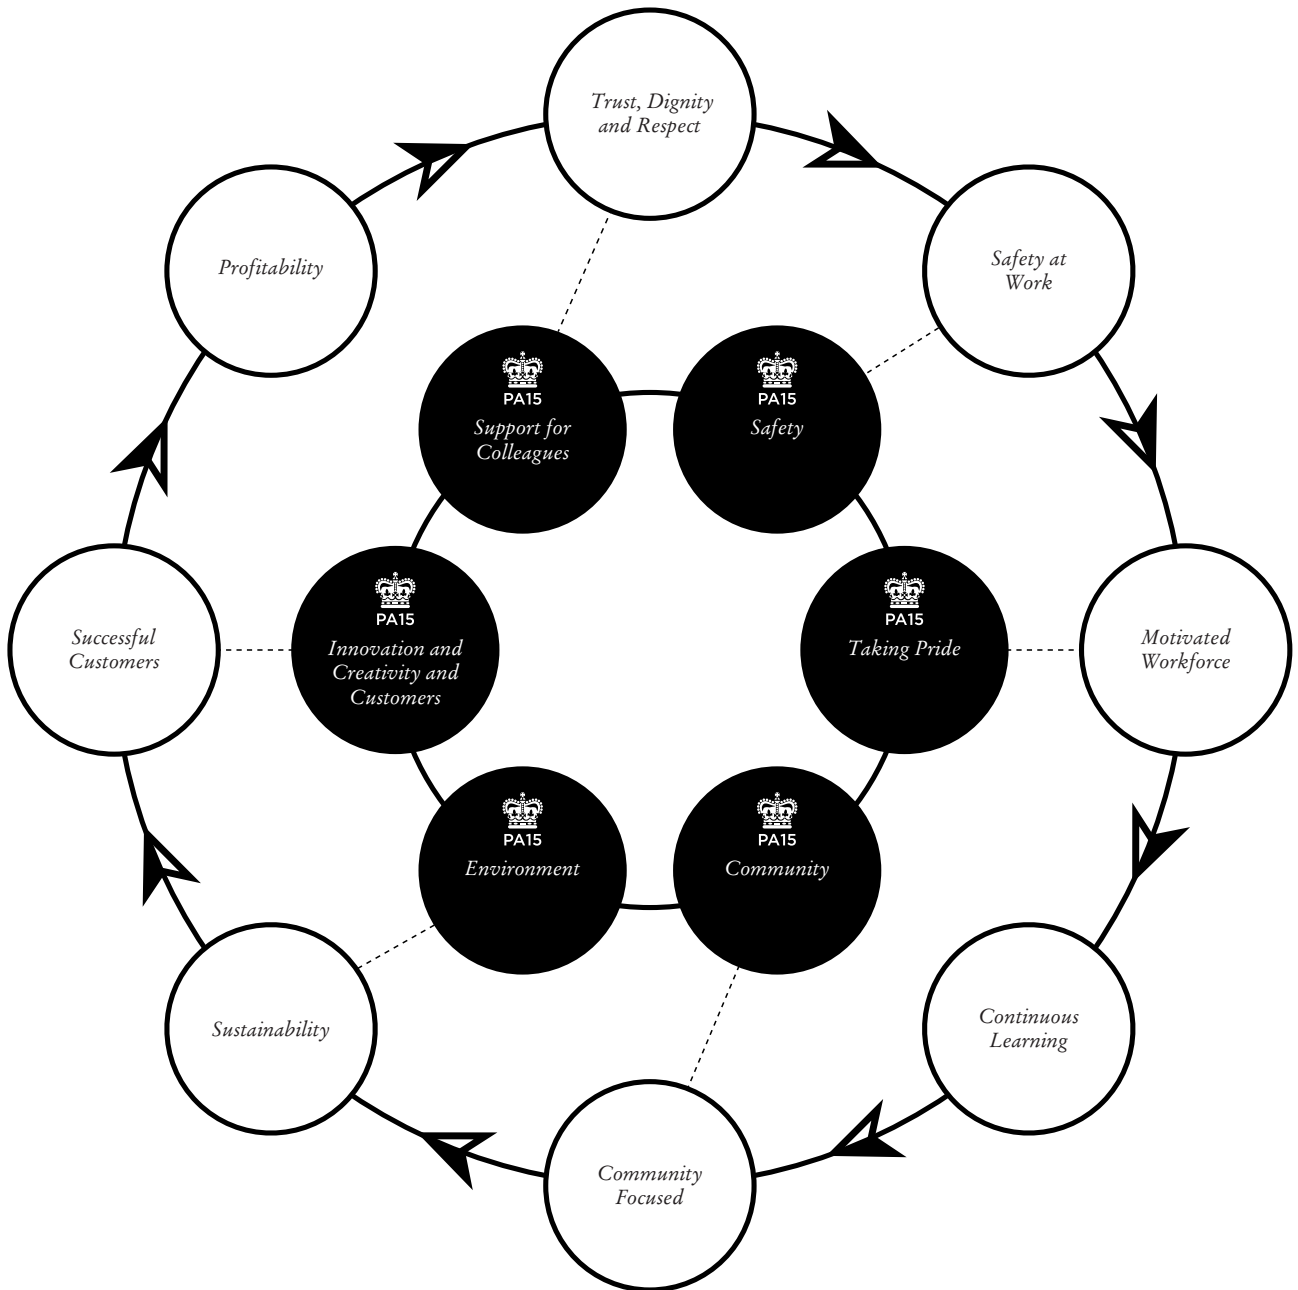 Trust, Dignity
and Respect
Profitability
Safety at
Work
PA15
Support for
Colleagues
PA15
Safety
Successful
Customers
PA15
Innovation and
Creativity and
Customers
PA15
Taking Pride
Motivated
Workforce
PA15
Environment
PA15
Community
Sustainability
Continuous
Learning
Community
Focused